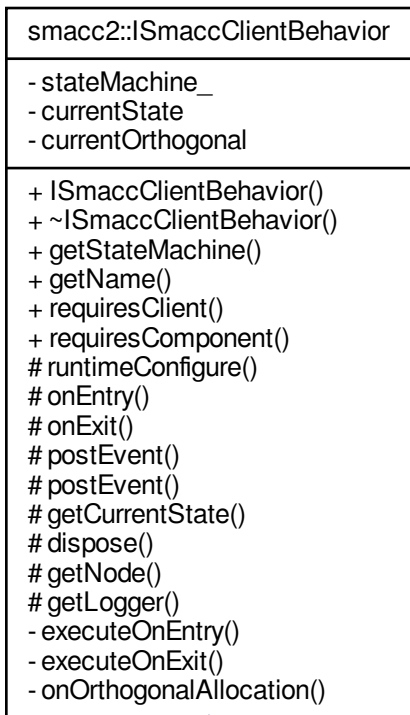 smacc2::ISmaccClientBehavior
- stateMachine_
- currentState
- currentOrthogonal
+ ISmaccClientBehavior()
+ ~ISmaccClientBehavior()
+ getStateMachine()
+ getName()
+ requiresClient()
+ requiresComponent()
# runtimeConfigure()
# onEntry()
# onExit()
# postEvent()
# postEvent()
# getCurrentState()
# dispose()
# getNode()
# getLogger()
- executeOnEntry()
- executeOnExit()
- onOrthogonalAllocation()